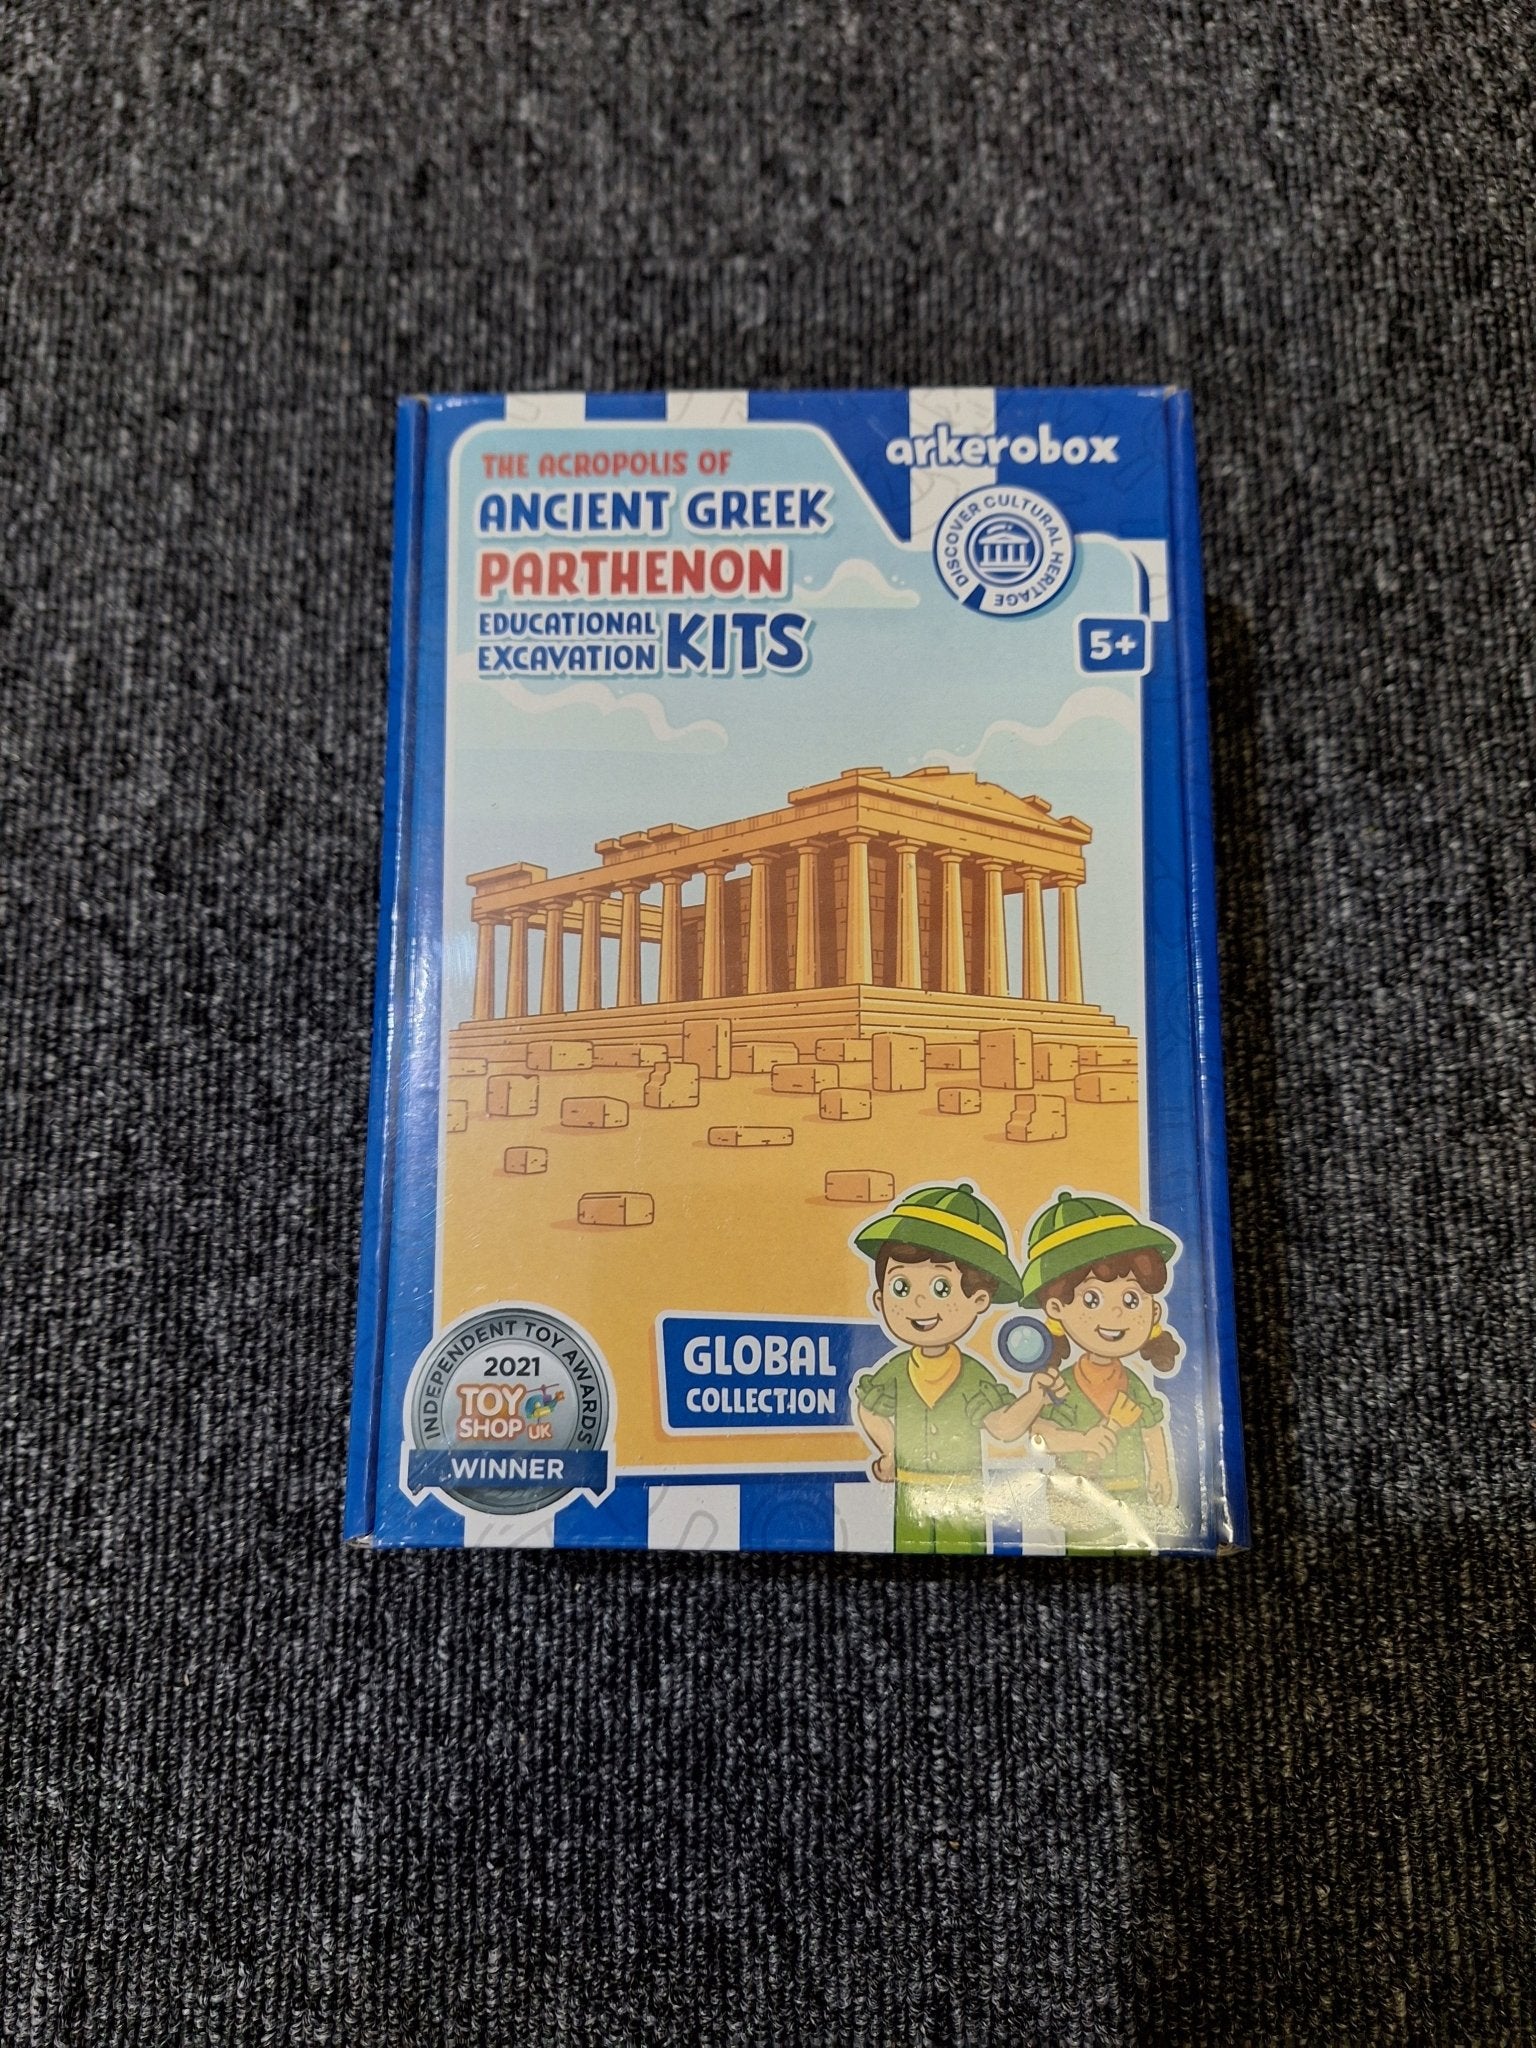 arkerobox
THE ACROPOLIS OF
ANCIENT GREEK
PARTHENON
EDUCATIONAL
EXCAVATION KITS
DISCOVER CULTURAL HERITAGE
5+
GLOBAL
COLLECTION
INDEPENDENT TOY AWARDS
2021
TOY
SHOP UK
WINNER